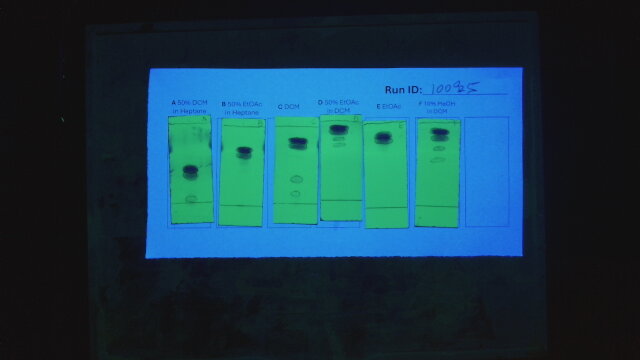 Run ID: 100925
A 50% DCM
in Heptane
B 50% EtOAc
in Heptane
C DCM
D 50% EtOAc
in DCM
E EtOAc
F 10% MeOH
in DCM